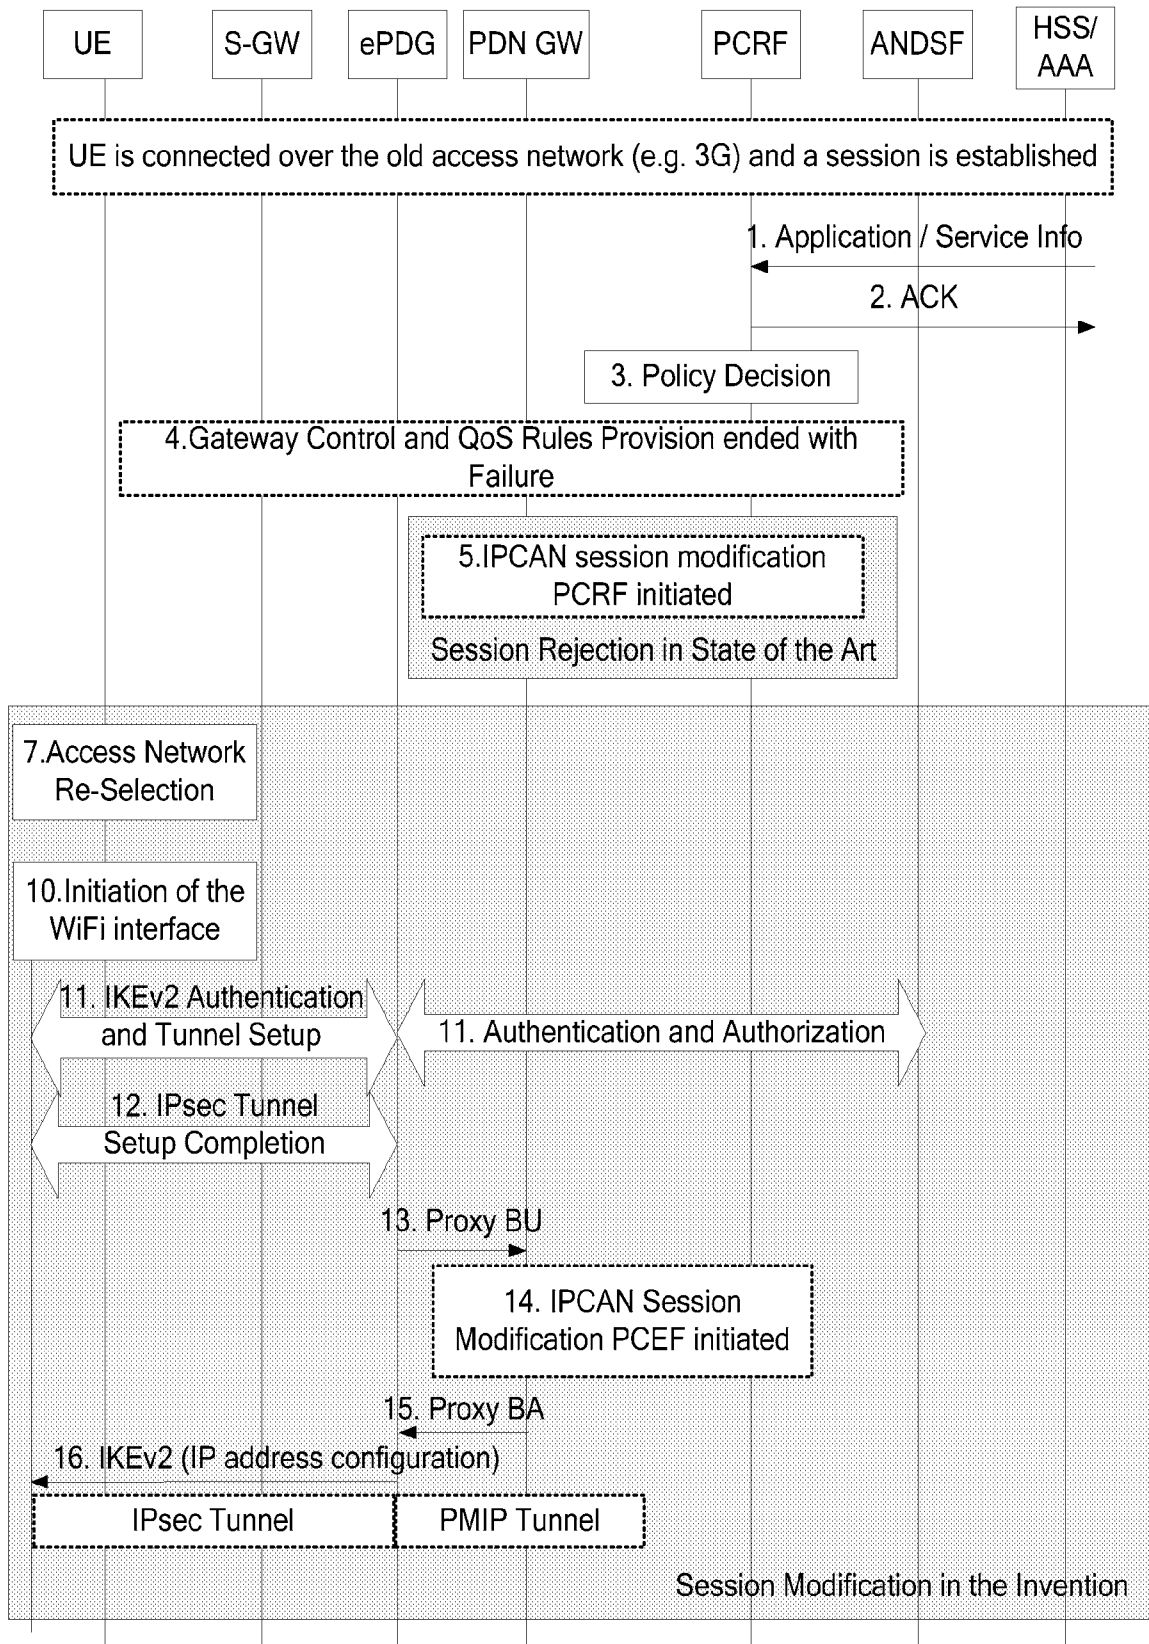 UE
S-GW
ePDG
PDN GW
PCRF
ANDSF
HSS/
AAA
UE is connected over the old access network (e.g. 3G) and a session is established
1. Application / Service Info
2. ACK
3. Policy Decision
4.Gateway Control and QoS Rules Provision ended with
Failure
5.IPCAN session modification
PCRF initiated
Session Rejection in State of the Art
7.Access Network
Re-Selection
10.Initiation of the
WiFi interface
11. IKEv2 Authentication
and Tunnel Setup
11. Authentication and Authorization
12. IPsec Tunnel
Setup Completion
13. Proxy BU
14. IPCAN Session
Modification PCEF initiated
15. Proxy BA
16. IKEv2 (IP address configuration)
IPsec Tunnel
PMIP Tunnel
Session Modification in the Invention